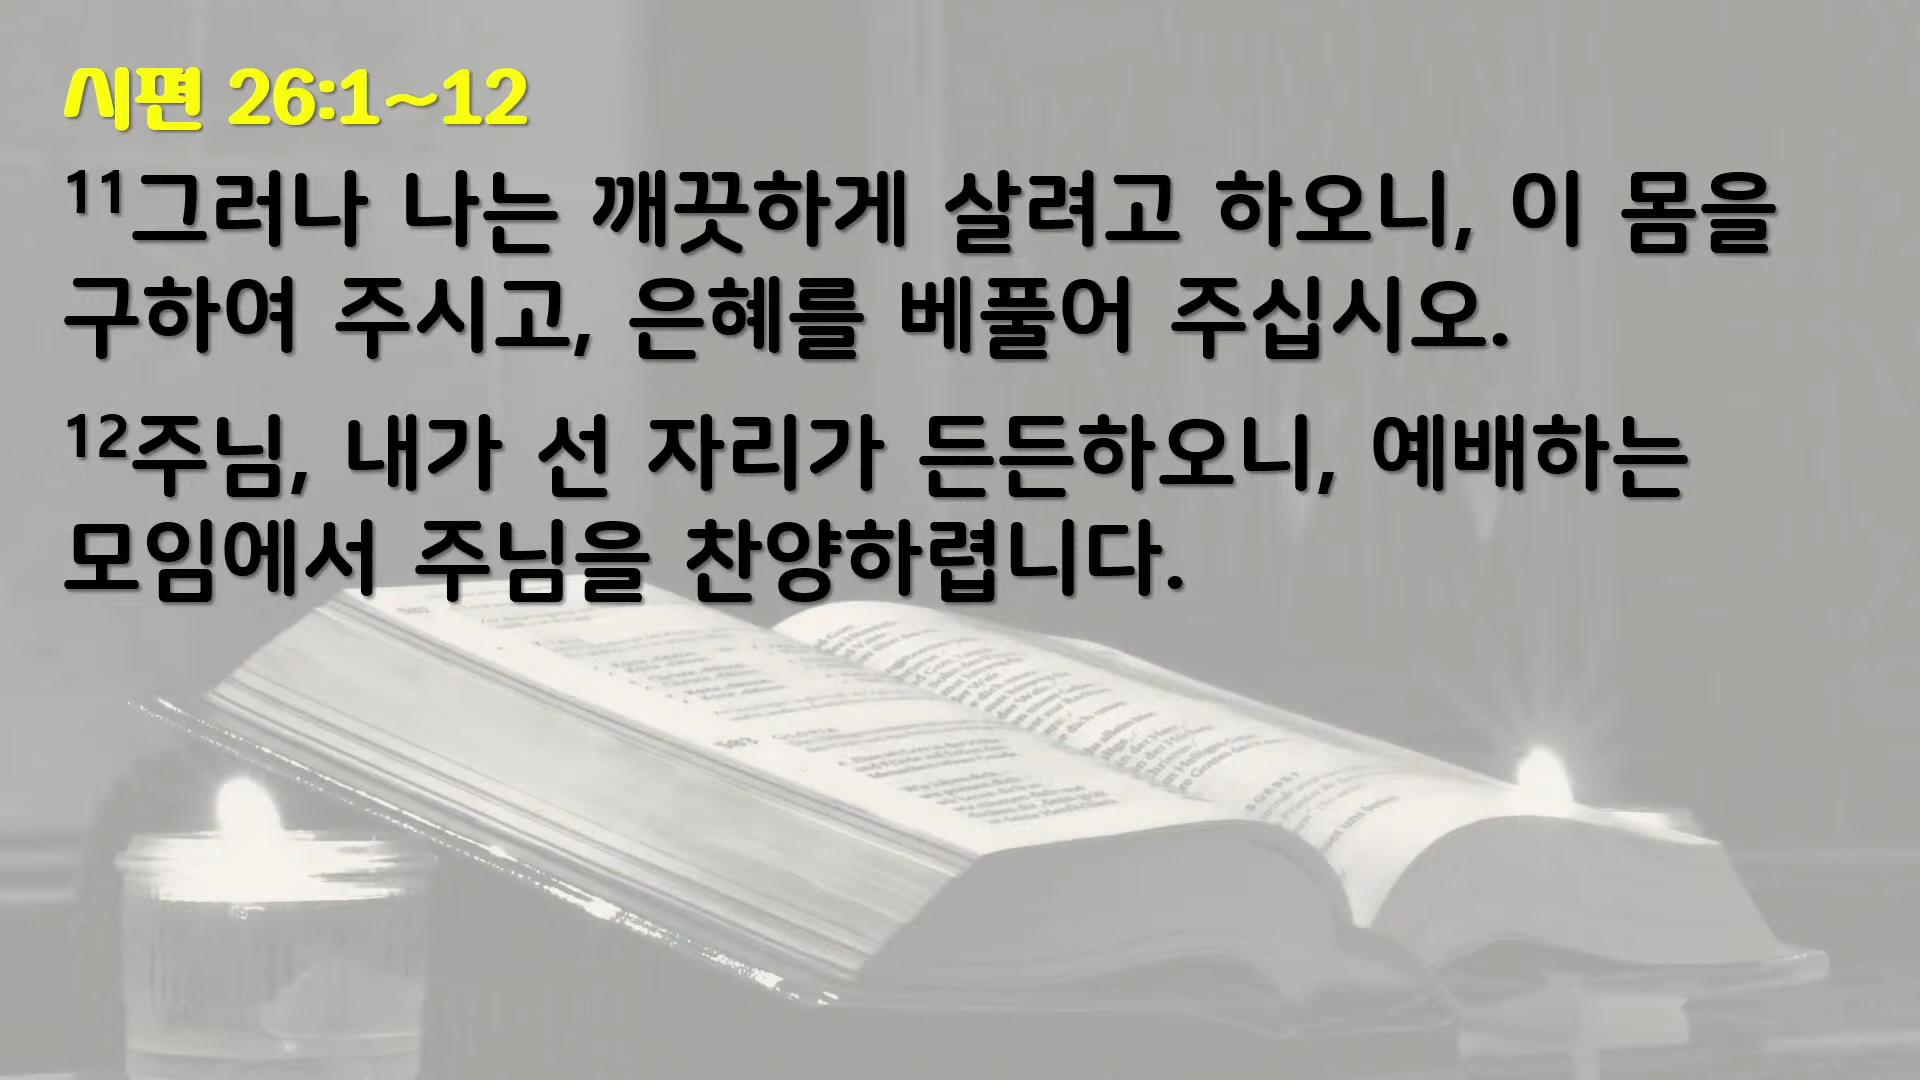 시편 26:1~12
11그러나 나는 깨끗하게 살려고 하오니, 이 몸을
구하여 주시고, 은혜를 베풀어 주십시오.
12주님, 내가 선 자리가 든든하오니, 예배하는
모임에서 주님을 찬양하렵니다.